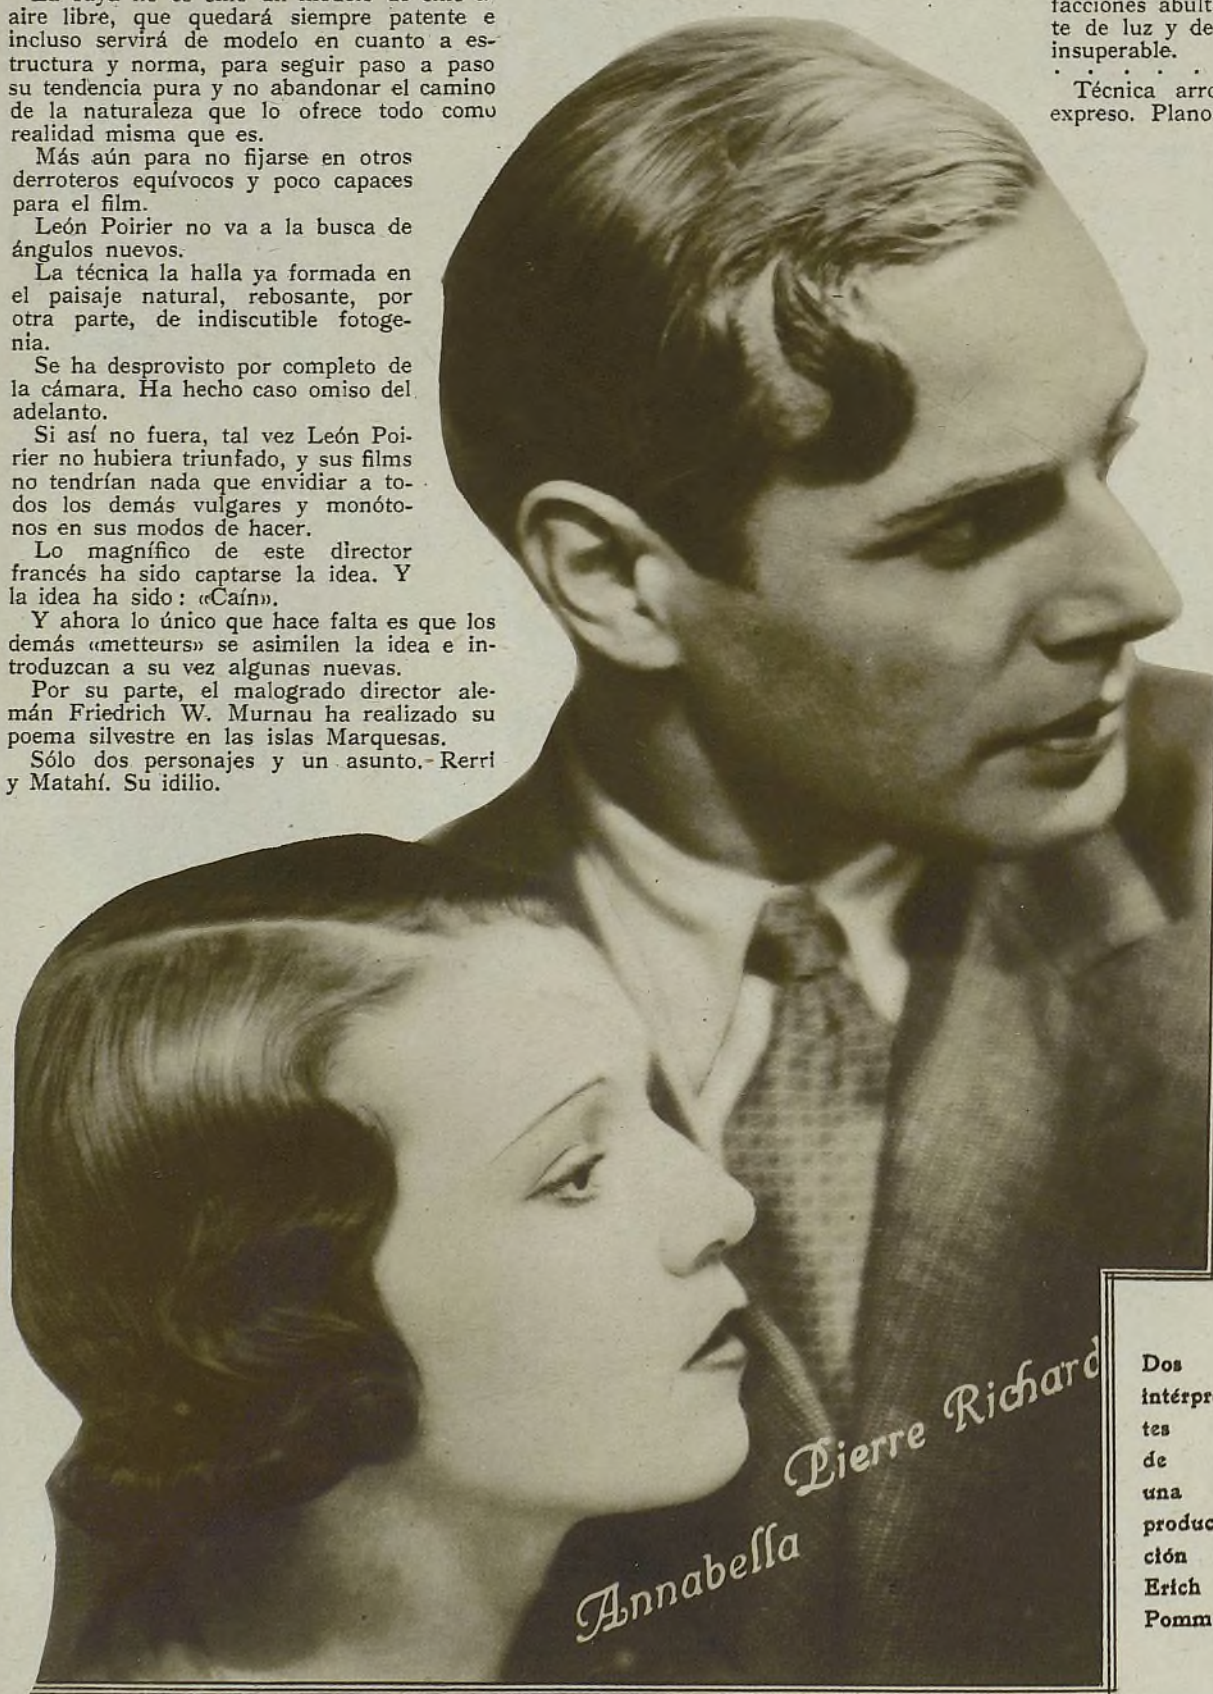 aire libre, que quedará siempre patente e
incluso servirá de modelo en cuanto a es-
tructura y norma, para seguir paso a paso
su tendencia pura y no abandonar el camino
de la naturaleza que lo ofrece todo como
realidad misma que es.
Más aún para no fijarse en otros
derroteros equívocos y poco capaces
para el film.
León Poirier no va a la busca de
ángulos nuevos.
La técnica la halla ya formada en
el paisaje natural, rebosante, por
otra parte, de indiscutible fotoge-
nia.
Se ha desprovisto por completo de
la cámara. Ha hecho caso omiso del
adelanto.
Si así no fuera, tal vez León Poi-
rier no hubiera triunfado, y sus films
no tendrían nada que envidiar a to-
dos los demás vulgares y monóto-
nos en sus modos de hacer.
Lo magnífico de este director
francés ha sido captarse la idea. Y
la idea ha sido: «Caín».
Y ahora lo único que hace falta es que los
demás «metteurs» se asimilen la idea e in-
troduzcan a su vez algunas nuevas.
Por su parte, el malogrado director ale-
mán Friedrich W. Murnau ha realizado su
poema silvestre en las islas Marquesas.
Sólo dos personajes y un asunto.- Rerri
y Matahí. Su idilio.
facciones abult
te de luz y de
insuperable.
. . . . .
Técnica arro
expreso. Plano
Pierre Richard
Annabella
Dos
intérpr
tes
de
una
produc
ción
Erich
Pomm